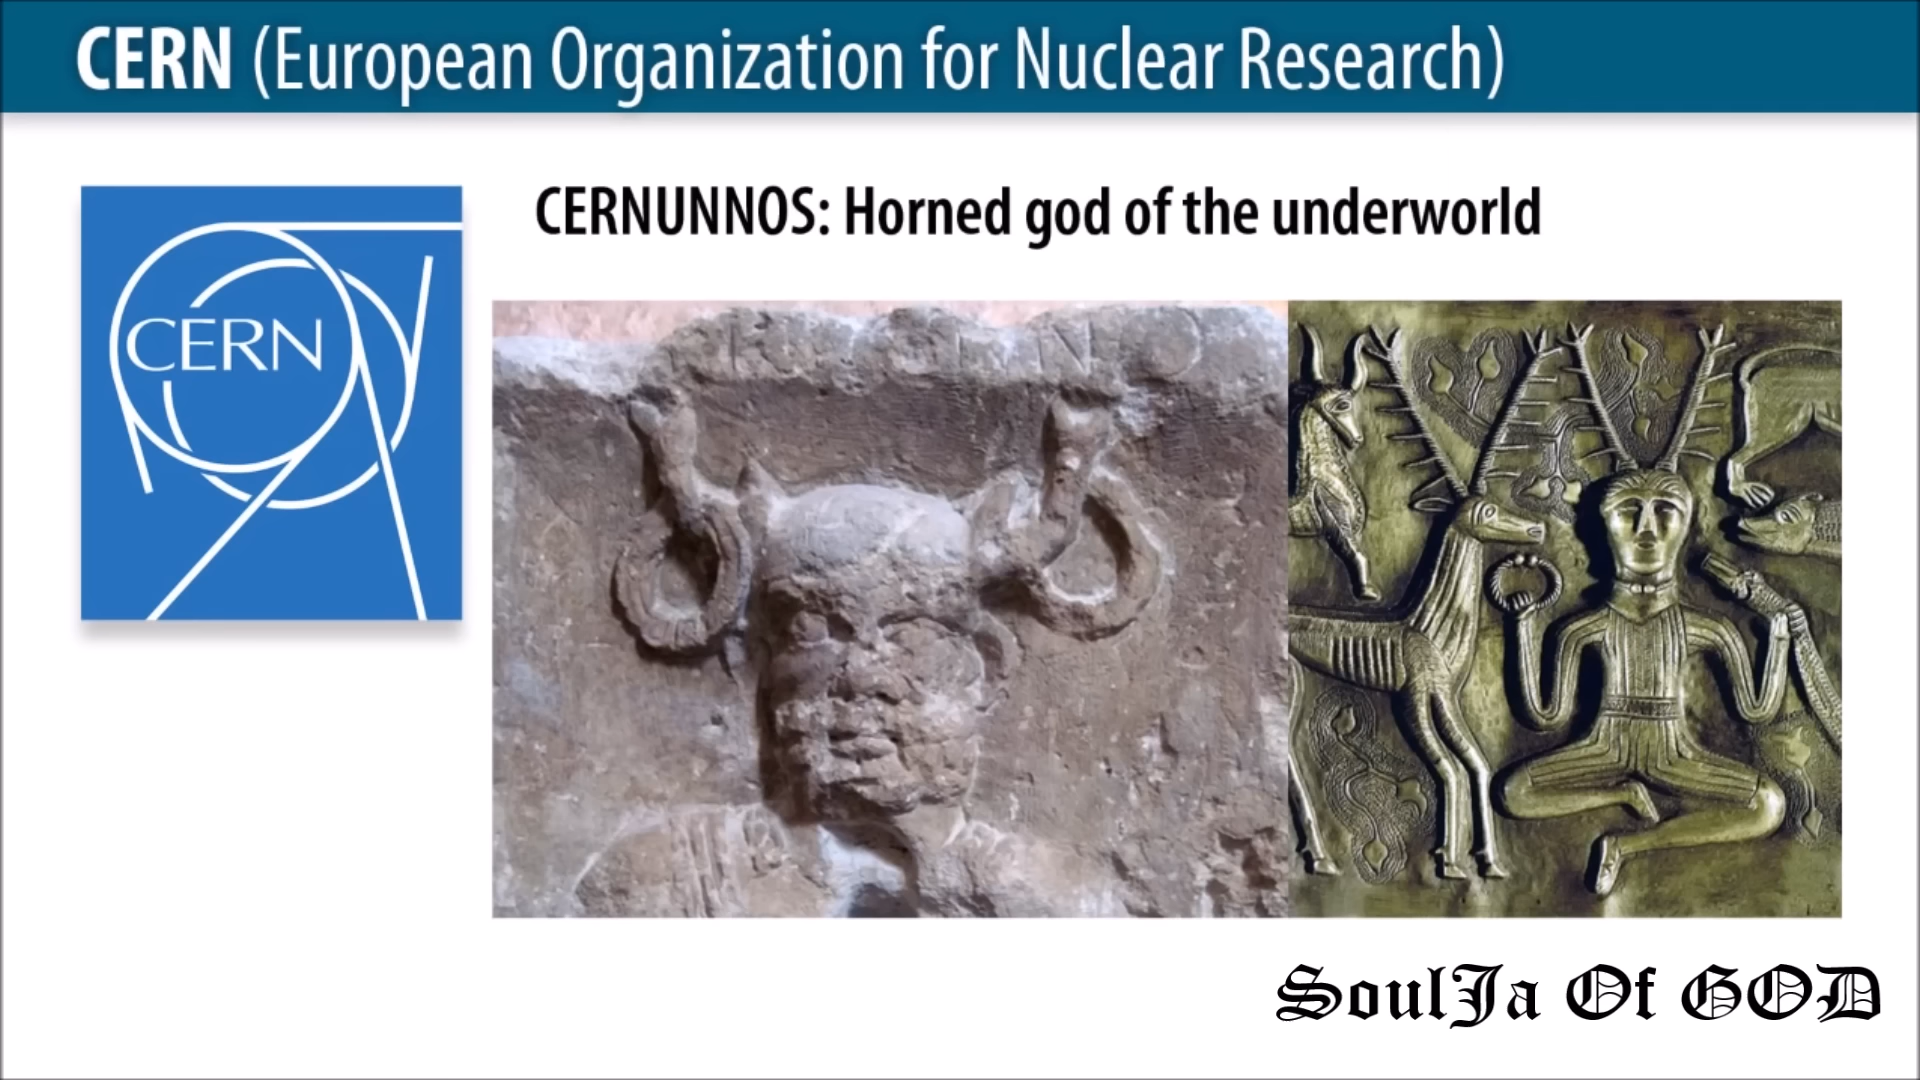 CERN (European Organization for Nuclear Research)
CERN
CERNUNNOS: Horned god of the underworld
SoulJa Of GOD